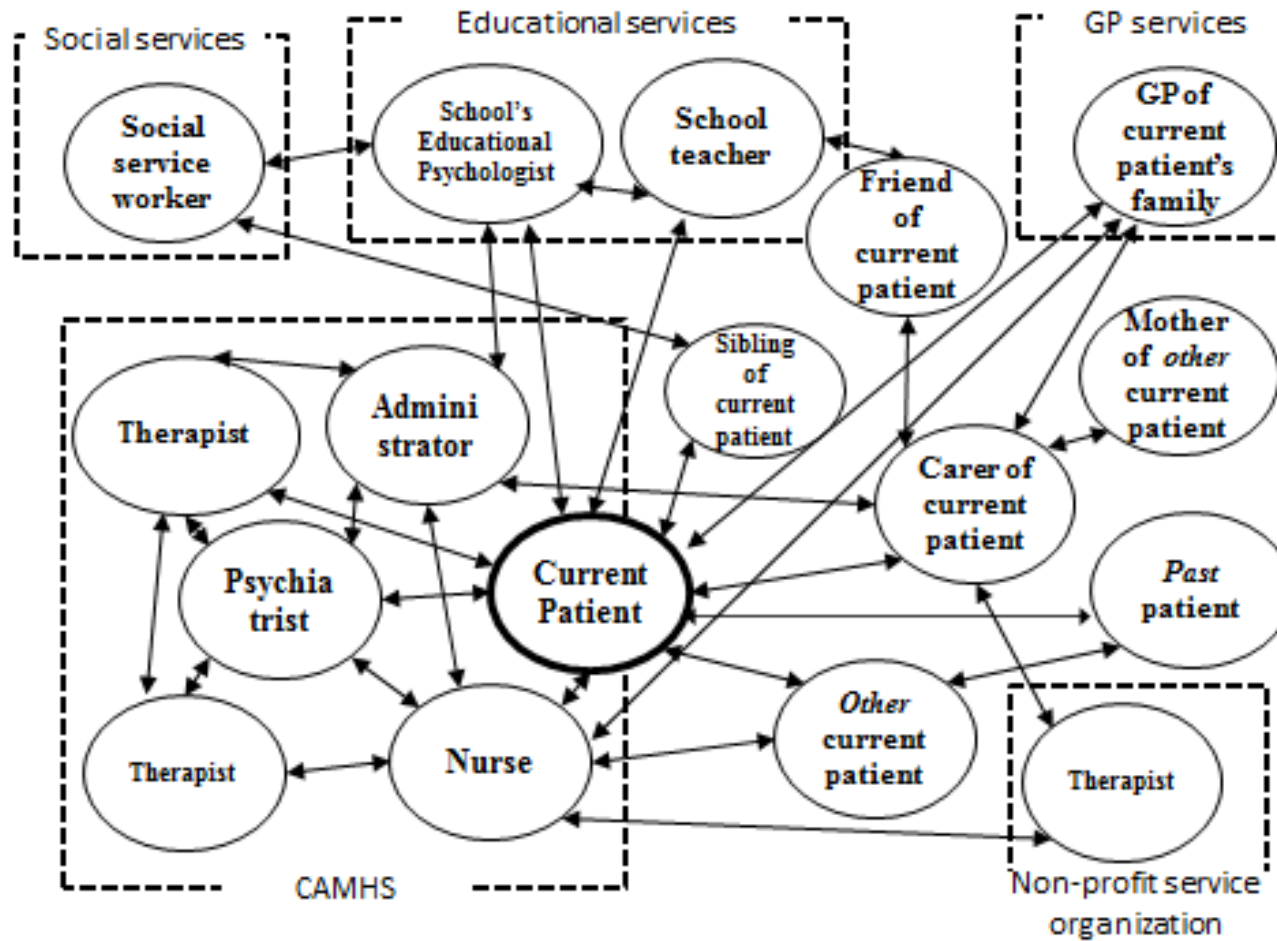 Social services
Educational services
GP services
Social
service
worker
School's
Educational
Psychologist
School
teacher
GP of
current
patient's
family
Friend
of
current
patient
Sibling
of
current
patient
Mother
of other
current
patient
Therapist
Admini
strator
Carer of
current
patient
Psychia
trist
Current
Patient
Past
patient
Therapist
Nurse
Other
current
patient
Therapist
CAMHS
Non-profit service
organization